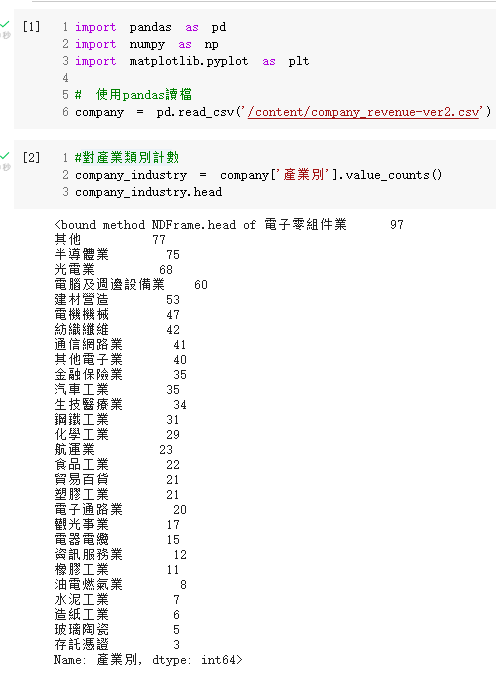 [1] 1 import pandas as pd
2 import numpy as np
3 import matplotlib.pyplot as plt
4
5 # 使用pandas讀檔
6 company = pd.read_csv('/content/company_revenue-ver2.csv')
[2] 1 #對產業類別計數
2 company_industry = company['產業別'].value_counts()
3 company_industry.head
<bound method NDFrame.head of 電子零組件業 97
其他 77
半導體業 75
光電業 68
電腦及週邊設備業 60
建材營造 53
電機機械 47
紡織纖維 42
通信網路業 41
其他電子業 40
金融保險業 35
汽車工業 35
生技醫療業 34
鋼鐵工業 31
化學工業 29
航運業 23
食品工業 22
貿易百貨 21
塑膠工業 21
電子通路業 20
觀光事業 17
電器電纜 15
資訊服務業 12
橡膠工業 11
油電燃氣業 8
水泥工業 7
造紙工業 6
玻璃陶瓷 5
存託憑證 3
Name: 產業別, dtype: int64>